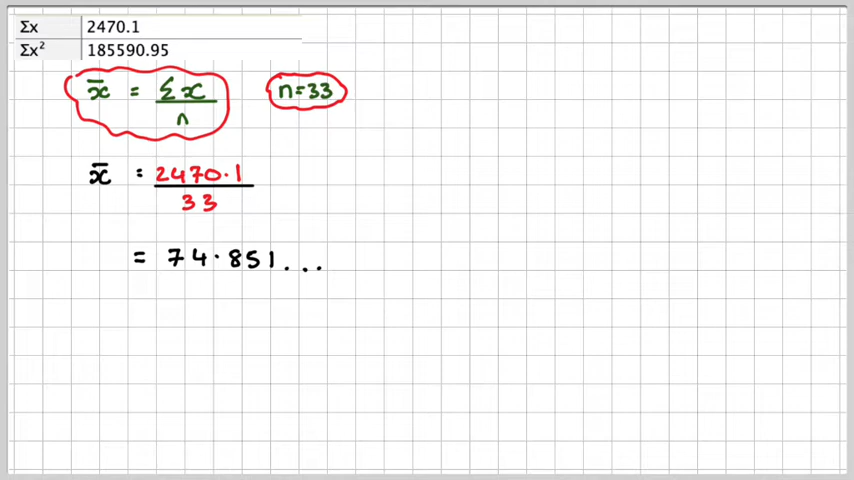 Σx 2470.1
Σx² 185590.95
x̄ = Σx / n n=33
x̄ = 2470·1 / 33
= 74·851...